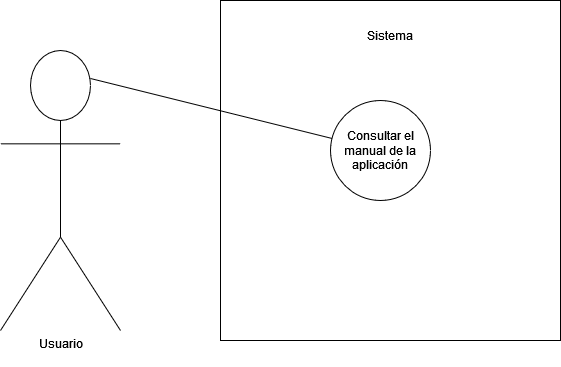 Sistema
Consultar el
manual de la
aplicación
Usuario